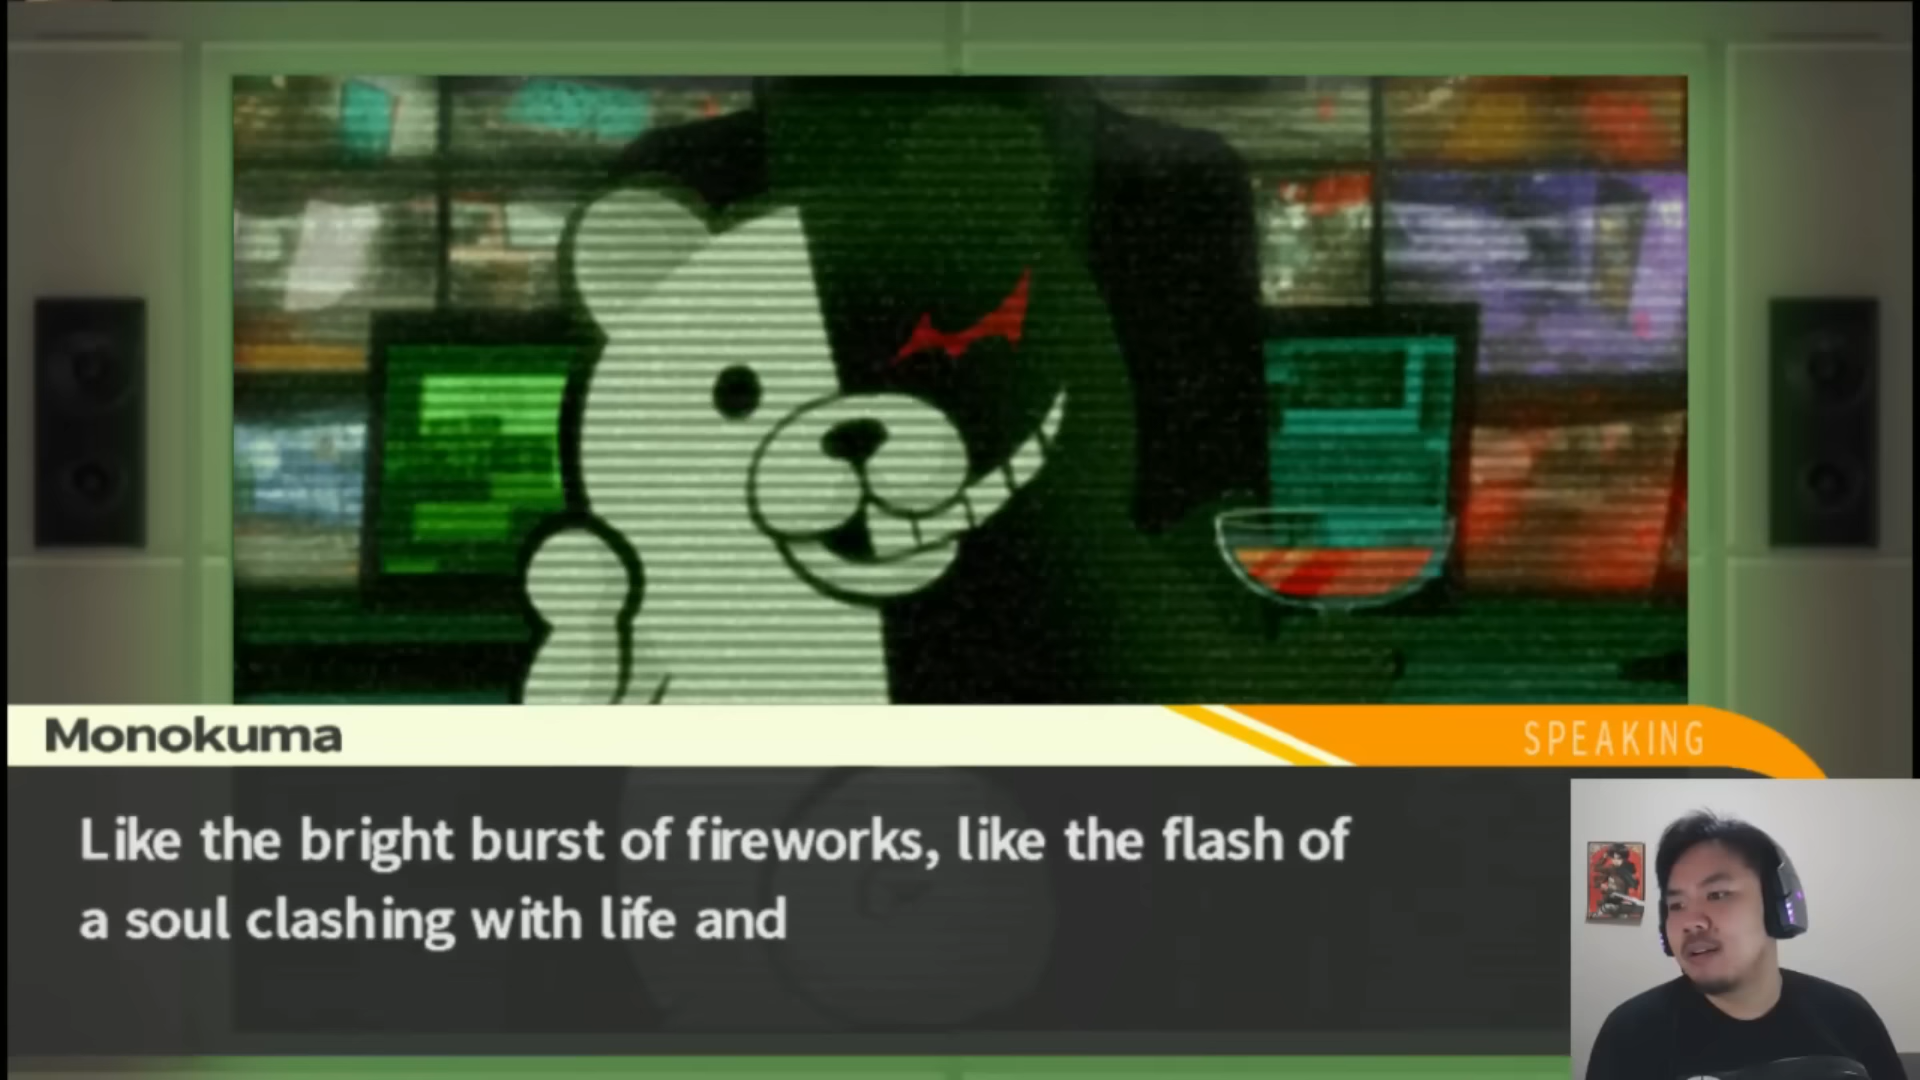 Monokuma
SPEAKING
Like the bright burst of fireworks, like the flash of
a soul clashing with life and